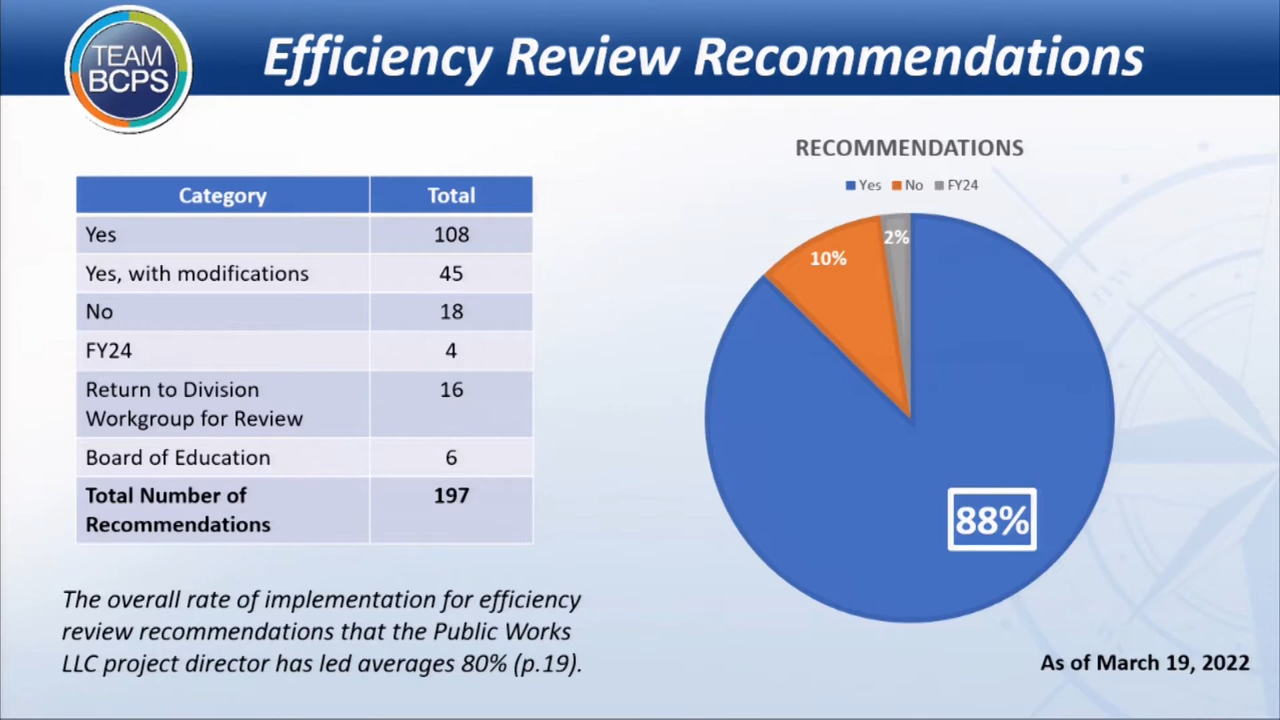 TEAM
BCPS
Efficiency Review Recommendations
Category Total
Yes 108
Yes, with modifications 45
No 18
FY24 4
Return to Division 16
Workgroup for Review
Board of Education 6
Total Number of 197
Recommendations
The overall rate of implementation for efficiency
review recommendations that the Public Works
LLC project director has led averages 80% (p.19).
RECOMMENDATIONS
Yes No FY24
2%
10%
88%
As of March 19, 2022